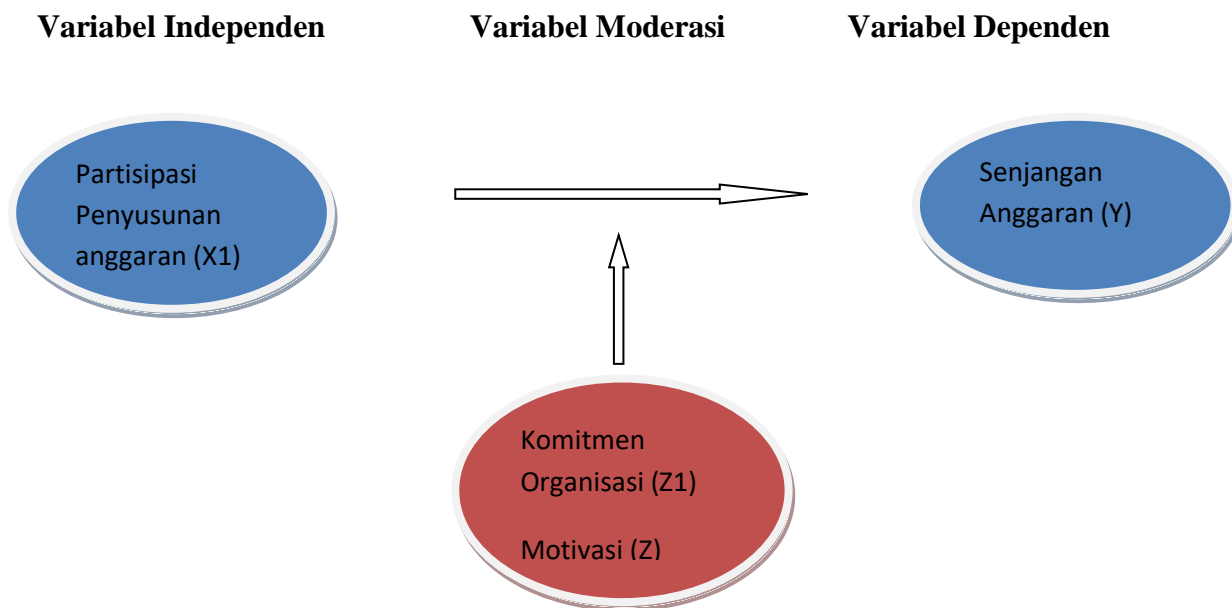 Variabel Independen Variabel Moderasi Variabel Dependen
Partisipasi
Penyusunan
anggaran (X1)
Senjangan
Anggaran (Y)
Komitmen
Organisasi (Z1)
Motivasi (Z)